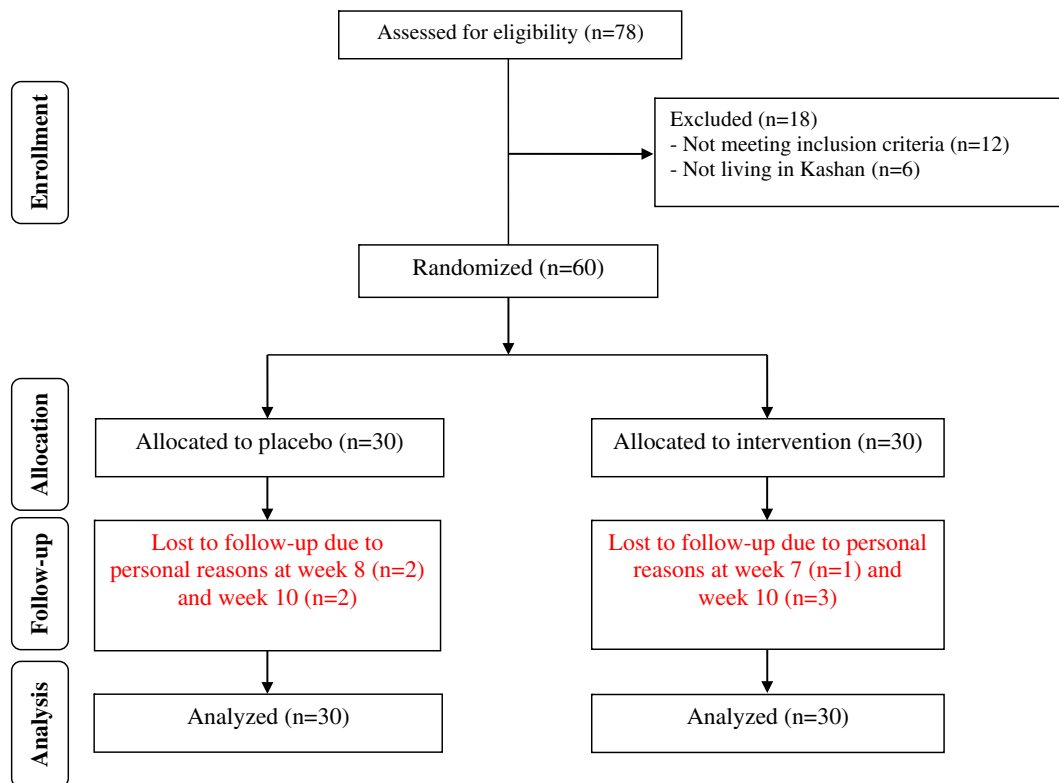 Assessed for eligibility (n=78)
Enrollment
Excluded (n=18)
- Not meeting inclusion criteria (n=12)
- Not living in Kashan (n=6)
Randomized (n=60)
Allocation
Allocated to placebo (n=30)
Allocated to intervention (n=30)
Follow-up
Lost to follow-up due to
personal reasons at week 8 (n=2)
and week 10 (n=2)
Lost to follow-up due to personal
reasons at week 7 (n=1) and
week 10 (n=3)
Analysis
Analyzed (n=30)
Analyzed (n=30)